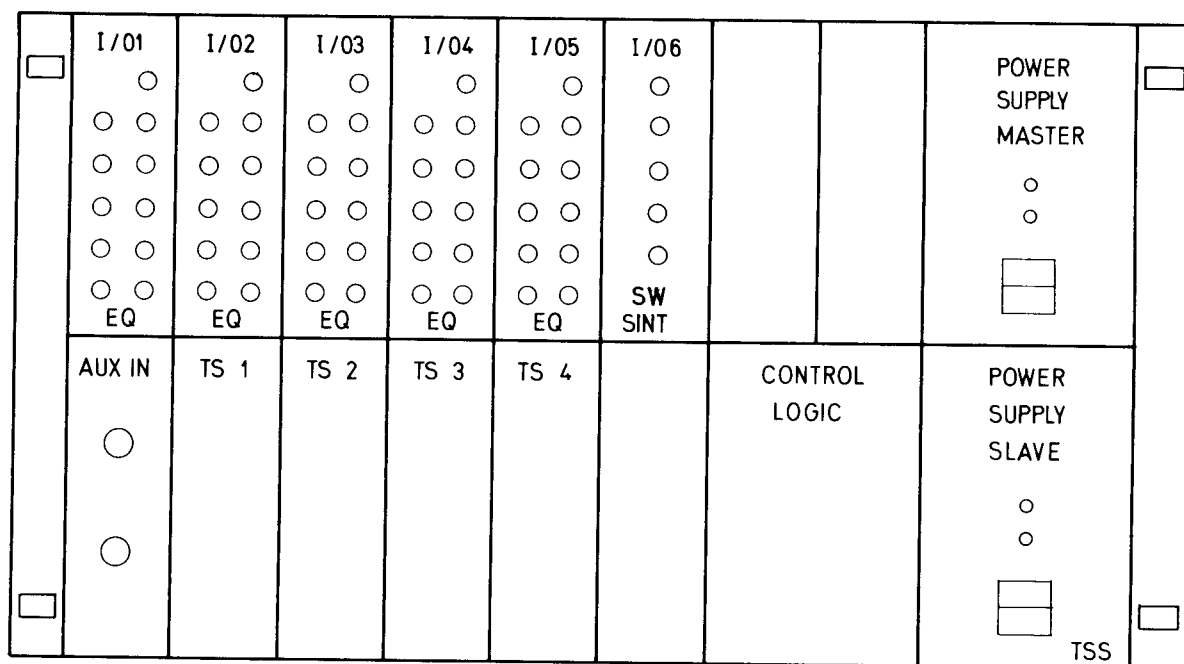 I/01
I/02
I/03
I/04
I/05
I/06
POWER
SUPPLY
MASTER
EQ
EQ
EQ
EQ
EQ
SW
SINT
AUX IN
TS 1
TS 2
TS 3
TS 4
CONTROL
LOGIC
POWER
SUPPLY
SLAVE
TSS